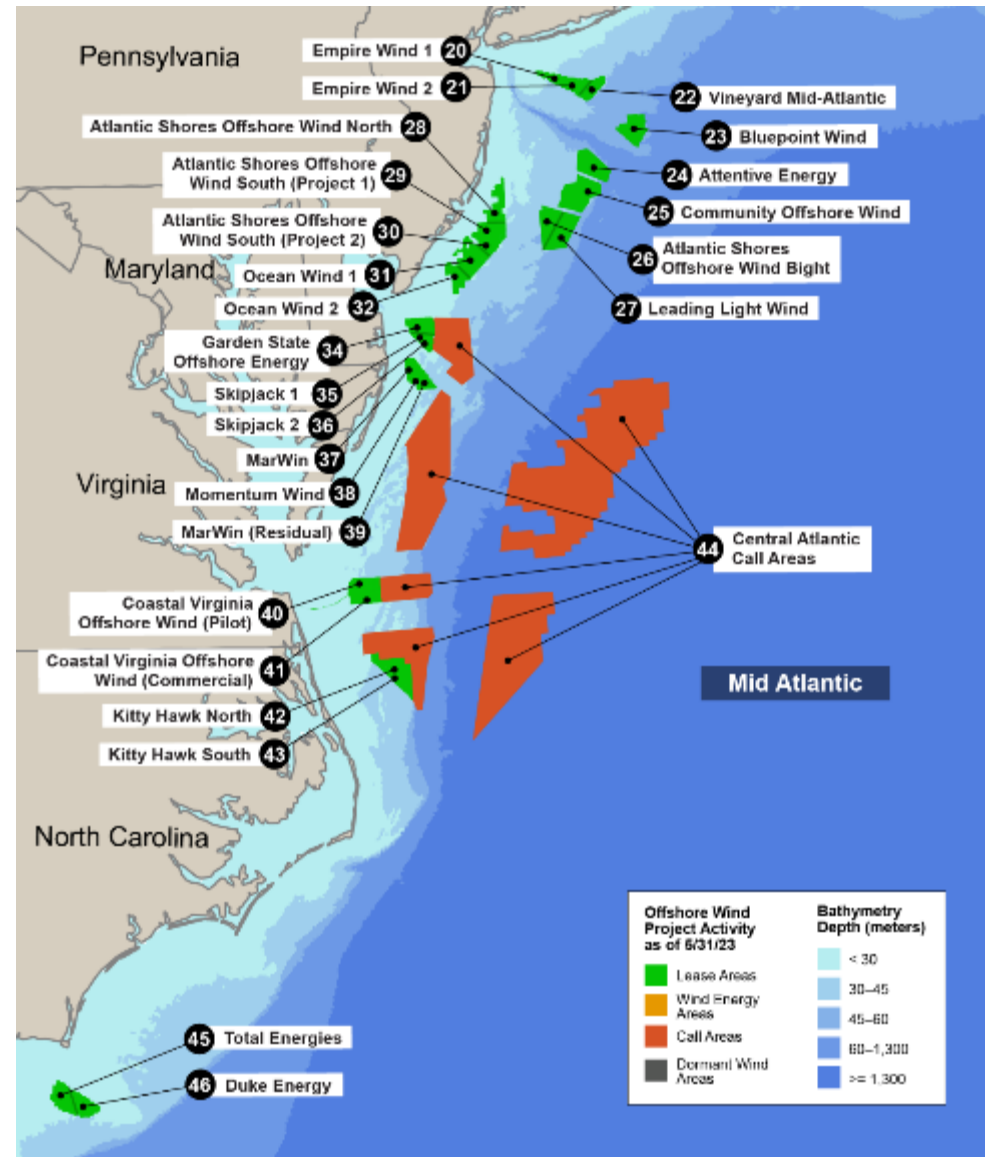 Pennsylvania
Empire Wind 1 20
Empire Wind 2 21
22 Vineyard Mid-Atlantic
Atlantic Shores Offshore Wind North 28
23 Bluepoint Wind
Atlantic Shores Offshore
Wind South (Project 1) 29
24 Attentive Energy
25 Community Offshore Wind
Atlantic Shores Offshore
Wind South (Project 2) 30
26 Atlantic Shores
Offshore Wind Bight
Maryland
Ocean Wind 1 31
Ocean Wind 2 32
27 Leading Light Wind
Garden State
Offshore Energy 34
Skipjack 1 35
Skipjack 2 36
MarWin 37
Virginia
Momentum Wind 38
MarWin (Residual) 39
44 Central Atlantic
Call Areas
Coastal Virginia
Offshore Wind (Pilot) 40
Coastal Virginia Offshore
Wind (Commercial) 41
Mid Atlantic
Kitty Hawk North 42
Kitty Hawk South 43
North Carolina
Offshore Wind
Project Activity
as of 5/31/23
Lease Areas
Wind Energy
Areas
Call Areas
Dormant Wind
Areas
Bathymetry
Depth (meters)
< 30
30–45
45–60
60–1,300
>= 1,300
45 Total Energies
46 Duke Energy